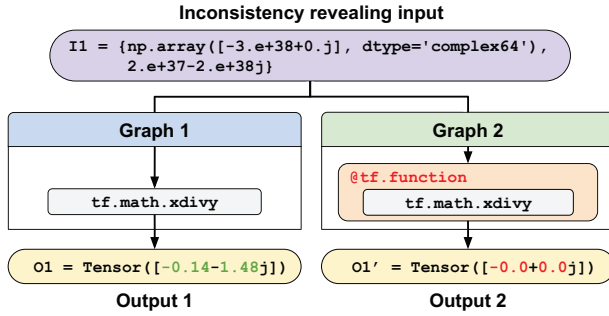 Inconsistency revealing input
I1 = {np.array([-3.e+38+0.j], dtype='complex64'),
2.e+37-2.e+38j}
Graph 1
Graph 2
@tf.function
tf.math.xdivy
tf.math.xdivy
O1 = Tensor([-0.14-1.48j])
O1’ = Tensor([-0.0+0.0j])
Output 1
Output 2